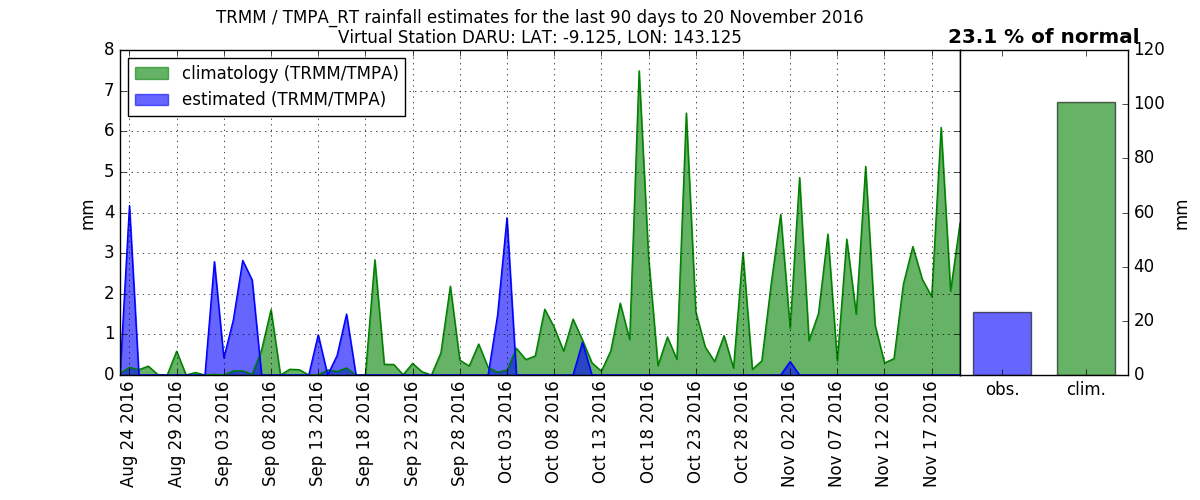 TRMM / TMPA_RT rainfall estimates for the last 90 days to 20 November 2016
Virtual Station DARU: LAT: -9.125, LON: 143.125
23.1 % of normal
climatology (TRMM/TMPA)
estimated (TRMM/TMPA)
mm
8
7
6
5
4
3
2
1
0
Aug 24 2016
Aug 29 2016
Sep 03 2016
Sep 08 2016
Sep 13 2016
Sep 18 2016
Sep 23 2016
Sep 28 2016
Oct 03 2016
Oct 08 2016
Oct 13 2016
Oct 18 2016
Oct 23 2016
Oct 28 2016
Nov 02 2016
Nov 07 2016
Nov 12 2016
Nov 17 2016
obs.
clim.
120
100
80
60
40
20
0
mm